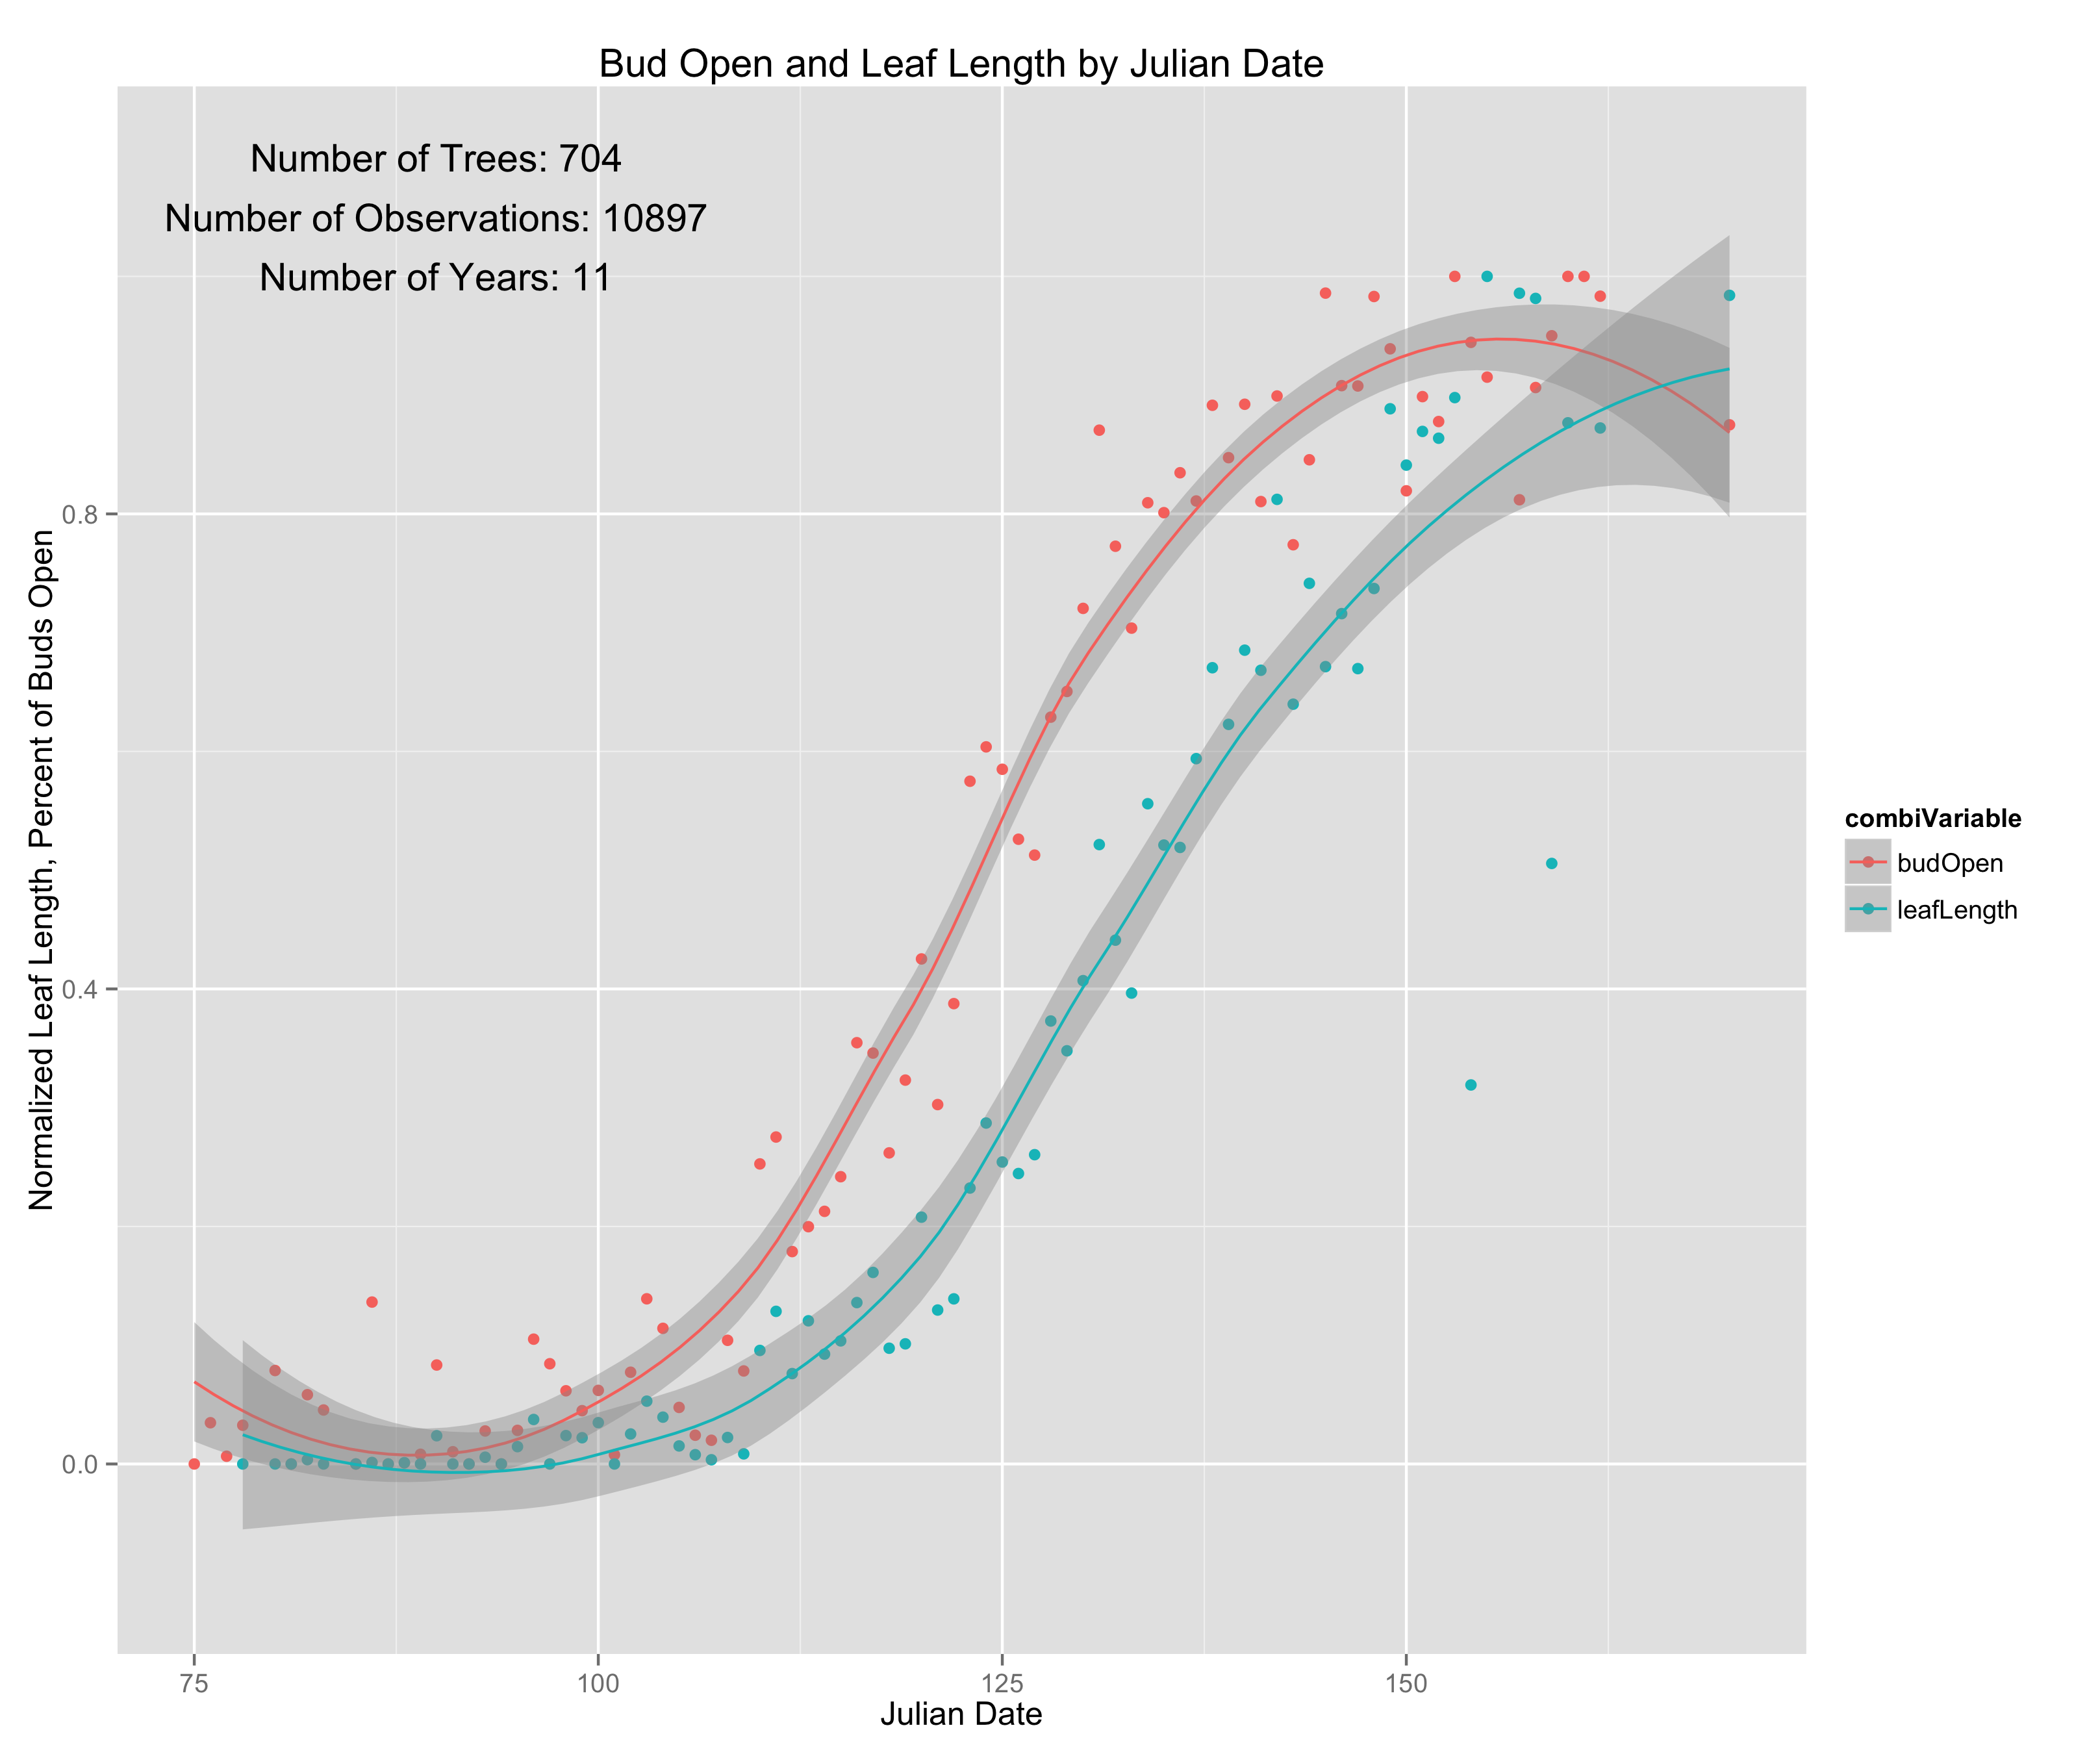 Bud Open and Leaf Length by Julian Date
Number of Trees: 704
Number of Observations: 10897
Number of Years: 11
Normalized Leaf Length, Percent of Buds Open
0.8
0.4
0.0
75
100
125
150
Julian Date
combiVariable
budOpen
leafLength